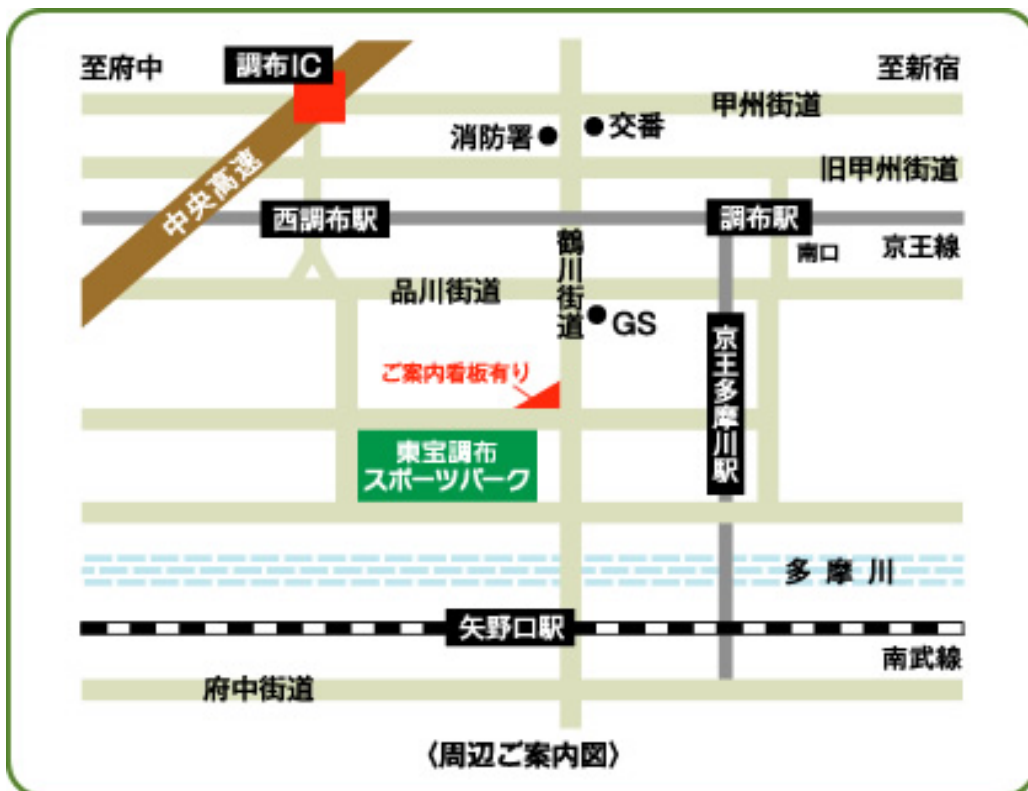 至府中
調布IC
至新宿
甲州街道
消防署
交番
旧甲州街道
中央高速
西調布駅
調布駅
南口
京王線
鶴川街道
品川街道
GS
京王多摩川駅
ご案内看板有り
東宝調布
スポーツパーク
多摩川
矢野口駅
南武線
府中街道
〈周辺ご案内図〉